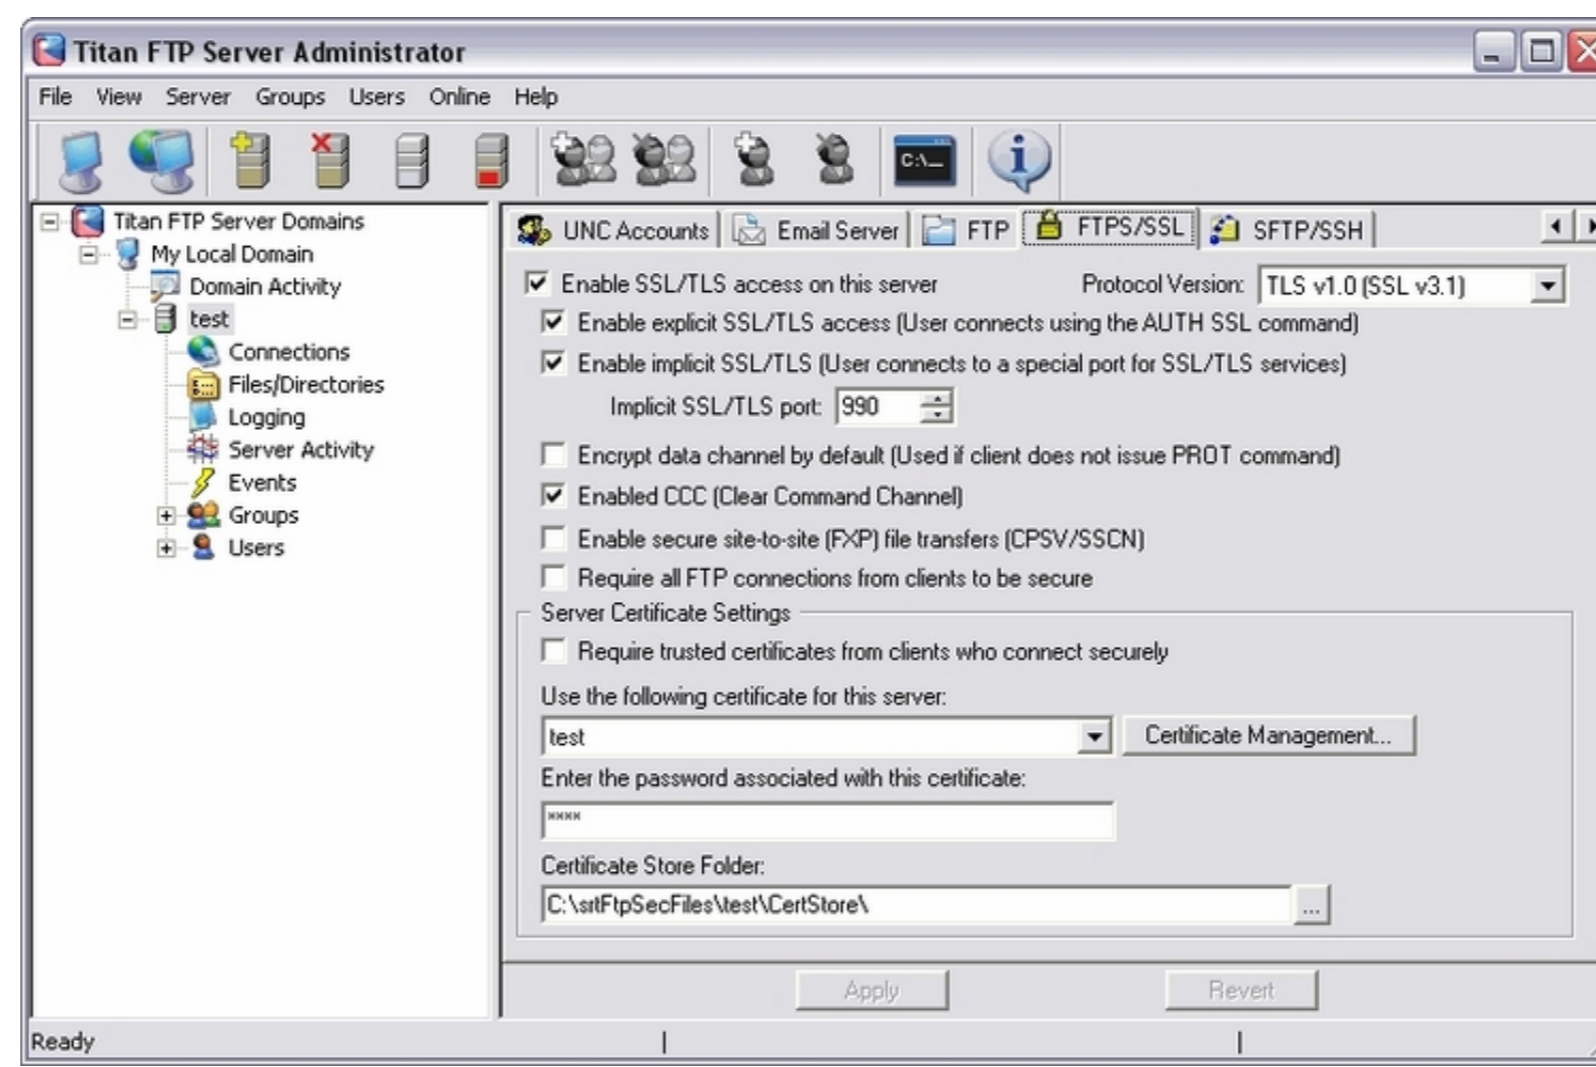 Titan FTP Server Administrator
File View Server Groups Users Online Help
C:\_
Titan FTP Server Domains
My Local Domain
Domain Activity
test
Connections
Files/Directories
Logging
Server Activity
Events
Groups
Users
UNC Accounts Email Server FTP FTPS/SSL SFTP/SSH
Enable SSL/TLS access on this server Protocol Version: TLS v1.0 (SSL v3.1)
Enable explicit SSL/TLS access (User connects using the AUTH SSL command)
Enable implicit SSL/TLS (User connects to a special port for SSL/TLS services)
Implicit SSL/TLS port: 990
Encrypt data channel by default (Used if client does not issue PROT command)
Enabled CCC (Clear Command Channel)
Enable secure site-to-site (FXP) file transfers (CPSV/SSCN)
Require all FTP connections from clients to be secure
Server Certificate Settings
Require trusted certificates from clients who connect securely
Use the following certificate for this server:
test Certificate Management...
Enter the password associated with this certificate:
****
Certificate Store Folder:
C:\srtFtpSecFiles\test\CertStore\ ...
Apply Revert
Ready